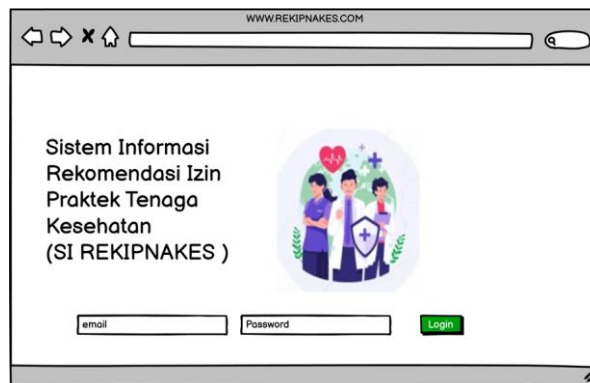 WWW.REKIPNAKES.COM
Sistem Informasi
Rekomendasi Izin
Praktek Tenaga
Kesehatan
(SI REKIPNAKES )
email
Password
Login